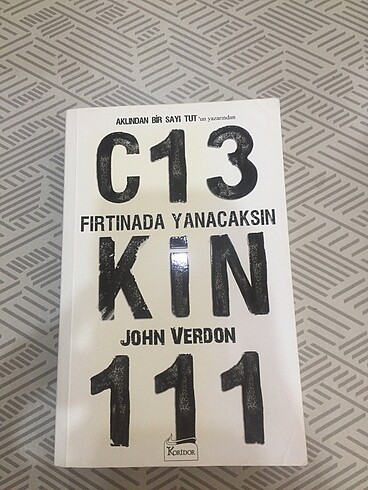 AKLINDAN BİR SAYI TUT'un yazarından
C13
FIRTINADA YANACAKSIN
KİN
JOHN VERDON
111
KORİDOR